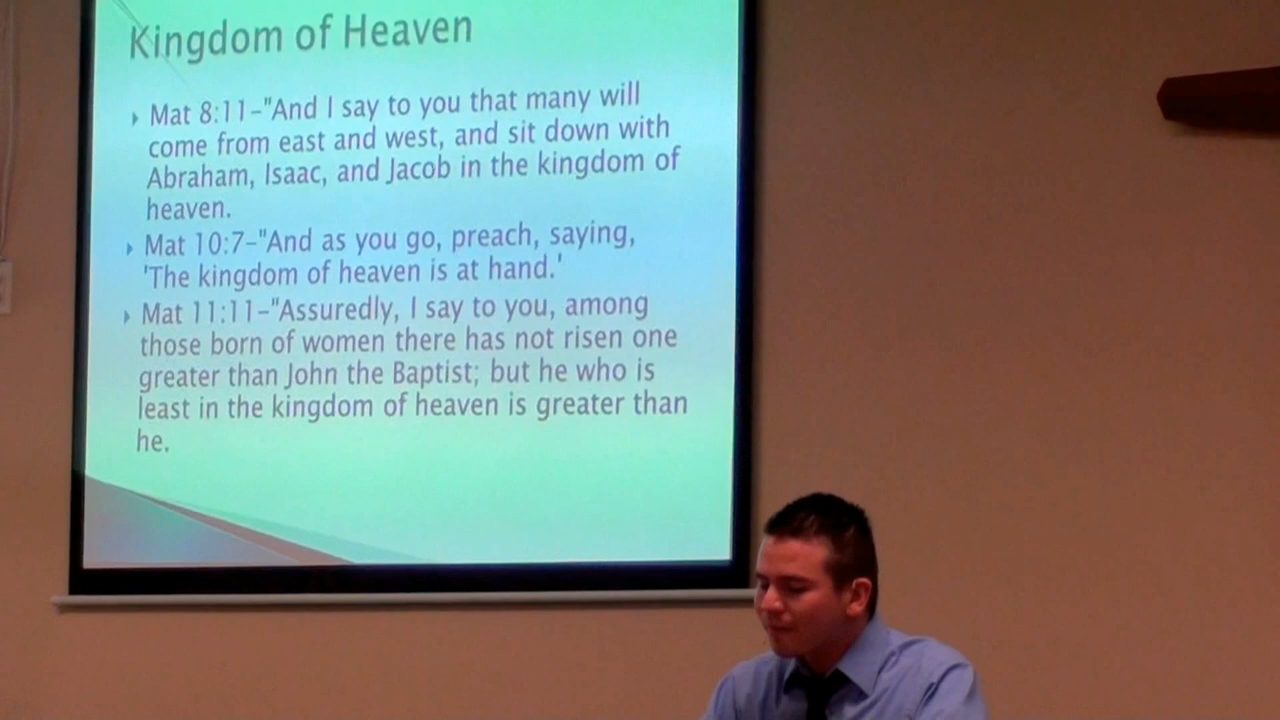 Kingdom of Heaven
Mat 8:11-"And I say to you that many will
come from east and west, and sit down with
Abraham, Isaac, and Jacob in the kingdom of
heaven.
Mat 10:7-"And as you go, preach, saying,
'The kingdom of heaven is at hand.'
Mat 11:11-"Assuredly, I say to you, among
those born of women there has not risen one
greater than John the Baptist; but he who is
least in the kingdom of heaven is greater than
he.